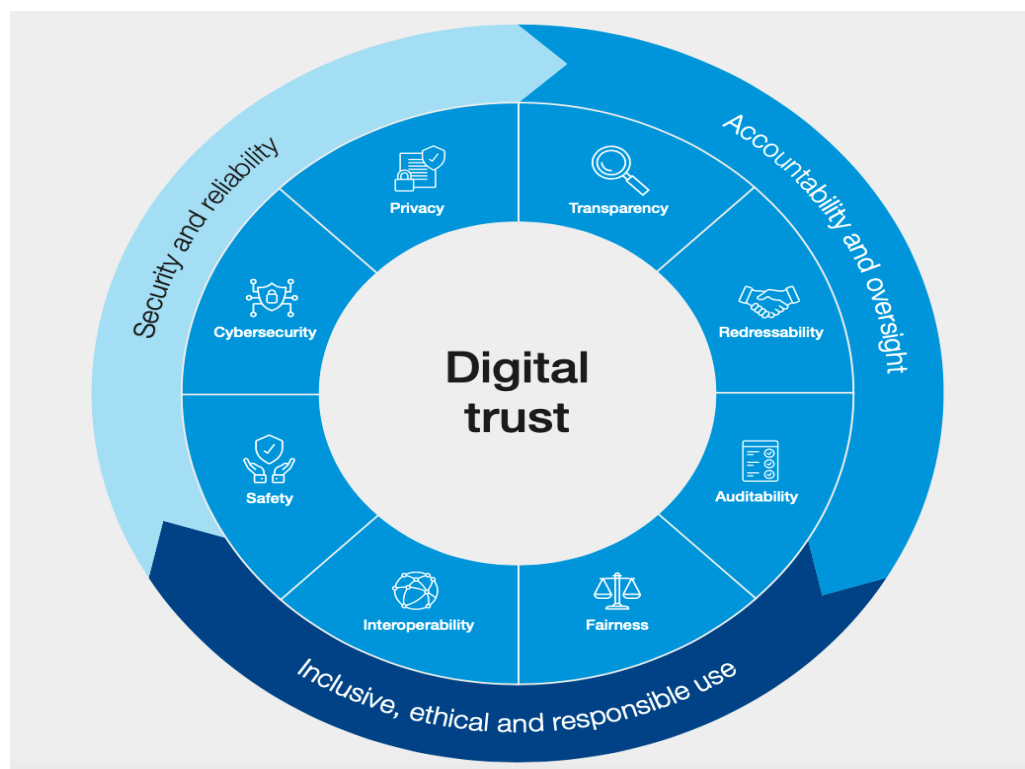 Digital
trust
Security and reliability
Accountability and oversight
Inclusive, ethical and responsible use
Privacy
Transparency
Cybersecurity
Redressability
Safety
Auditability
Interoperability
Fairness